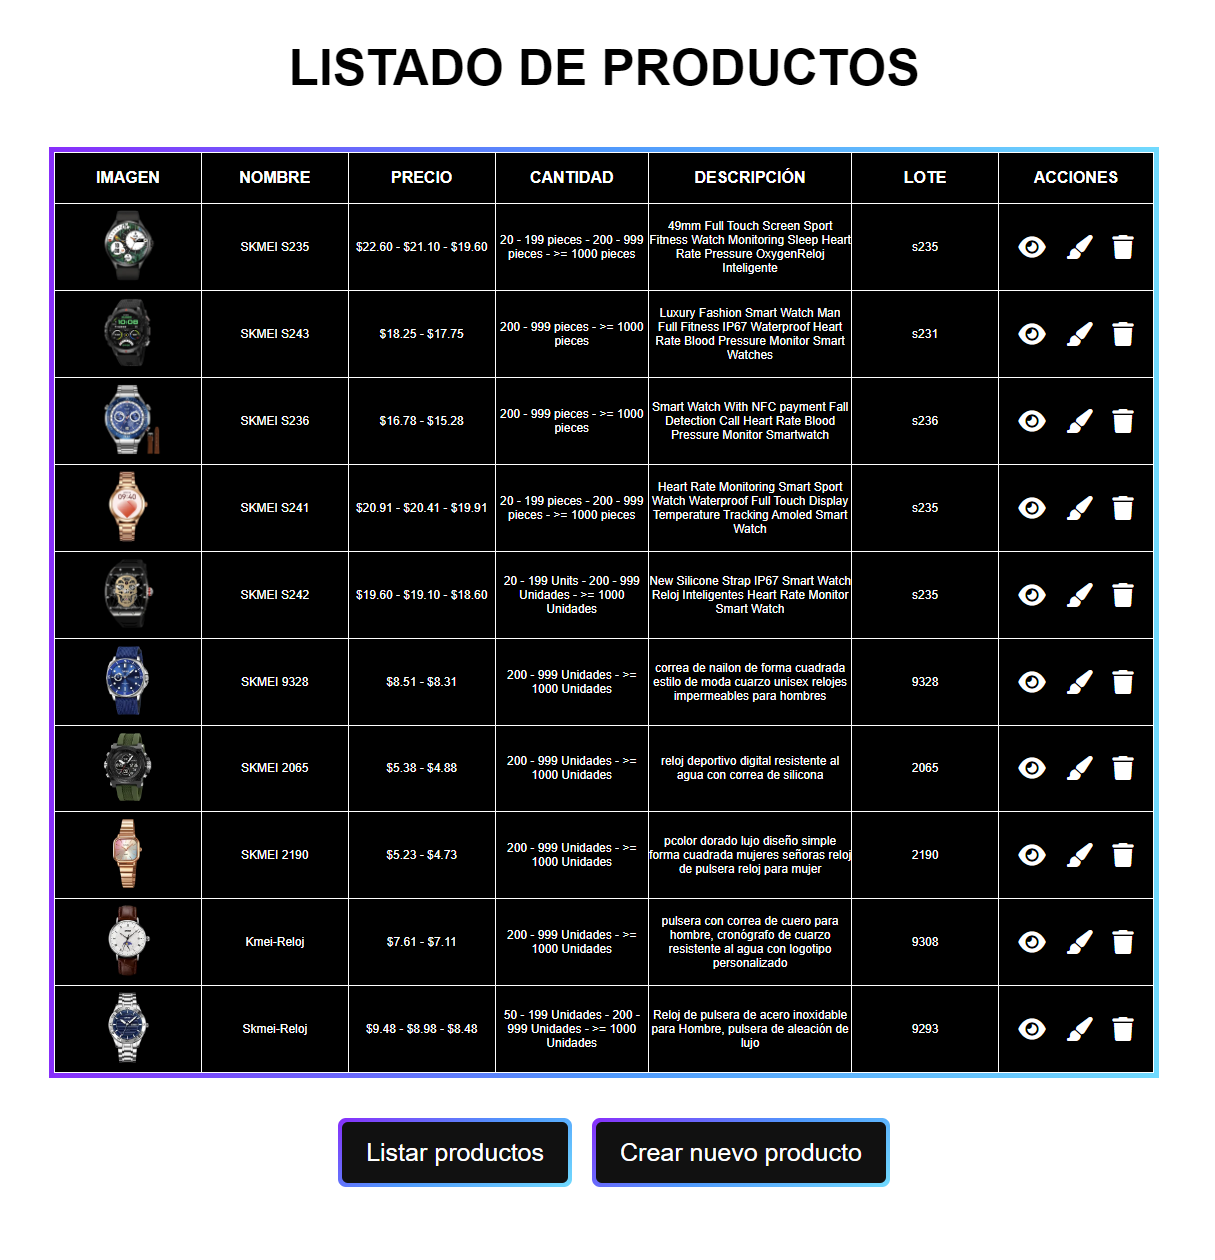 LISTADO DE PRODUCTOS
IMAGEN NOMBRE PRECIO CANTIDAD DESCRIPCIÓN LOTE ACCIONES
SKMEI S235
$22.60 - $21.10 - $19.60
20 - 199 pieces - 200 - 999
pieces - >= 1000 pieces
49mm Full Touch Screen Sport
Fitness Watch Monitoring Sleep Heart
Rate Pressure OxygenReloj
Inteligente
s235
10:08
SKMEI S243
$18.25 - $17.75
200 - 999 pieces - >= 1000
pieces
Luxury Fashion Smart Watch Man
Full Fitness IP67 Waterproof Heart
Rate Blood Pressure Monitor Smart
Watches
s231
SKMEI S236
$16.78 - $15.28
200 - 999 pieces - >= 1000
pieces
Smart Watch With NFC payment Fall
Detection Call Heart Rate Blood
Pressure Monitor Smartwatch
s236
09:40
SKMEI S241
$20.91 - $20.41 - $19.91
20 - 199 pieces - 200 - 999
pieces - >= 1000 pieces
Heart Rate Monitoring Smart Sport
Watch Waterproof Full Touch Display
Temperature Tracking Amoled Smart
Watch
s235
SKMEI S242
$19.60 - $19.10 - $18.60
20 - 199 Units - 200 - 999
Unidades - >= 1000
Unidades
New Silicone Strap IP67 Smart Watch
Reloj Inteligentes Heart Rate Monitor
Smart Watch
s235
SKMEI 9328
$8.51 - $8.31
200 - 999 Unidades - >=
1000 Unidades
correa de nailon de forma cuadrada
estilo de moda cuarzo unisex relojes
impermeables para hombres
9328
SKMEI 2065
$5.38 - $4.88
200 - 999 Unidades - >=
1000 Unidades
reloj deportivo digital resistente al
agua con correa de silicona
2065
SKMEI 2190
$5.23 - $4.73
200 - 999 Unidades - >=
1000 Unidades
pcolor dorado lujo diseño simple
forma cuadrada mujeres señoras reloj
de pulsera reloj para mujer
2190
Kmei-Reloj
$7.61 - $7.11
200 - 999 Unidades - >=
1000 Unidades
pulsera con correa de cuero para
hombre, cronógrafo de cuarzo
resistente al agua con logotipo
personalizado
9308
Skmei-Reloj
$9.48 - $8.98 - $8.48
50 - 199 Unidades - 200 -
999 Unidades - >= 1000
Unidades
Reloj de pulsera de acero inoxidable
para Hombre, pulsera de aleación de
lujo
9293
Listar productos
Crear nuevo producto